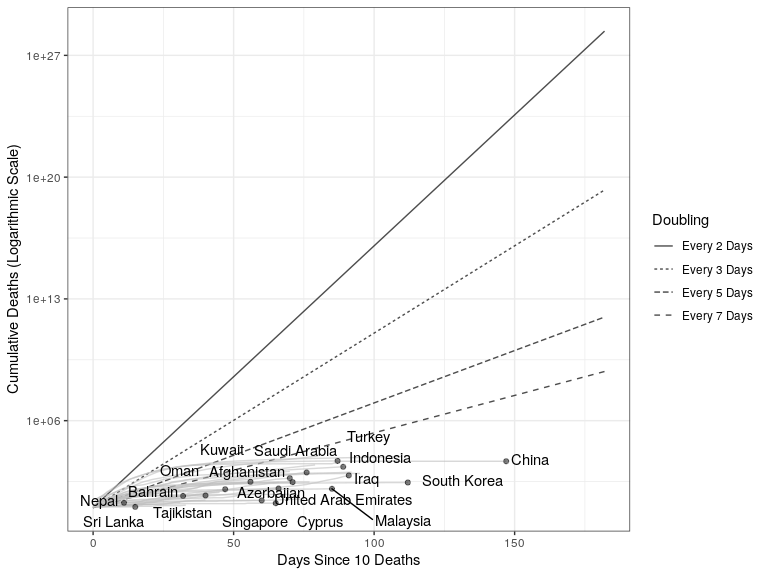 1e+27
1e+20
1e+13
1e+06
Cumulative Deaths (Logarithmic Scale)
Turkey
Kuwait
Saudi Arabia
Indonesia
China
Oman
Afghanistan
Iraq
South Korea
Nepal
Bahrain
Azerbaijan
United Arab Emirates
Sri Lanka
Tajikistan
Singapore
Cyprus
Malaysia
0
50
100
150
Days Since 10 Deaths
Doubling
Every 2 Days
Every 3 Days
Every 5 Days
Every 7 Days